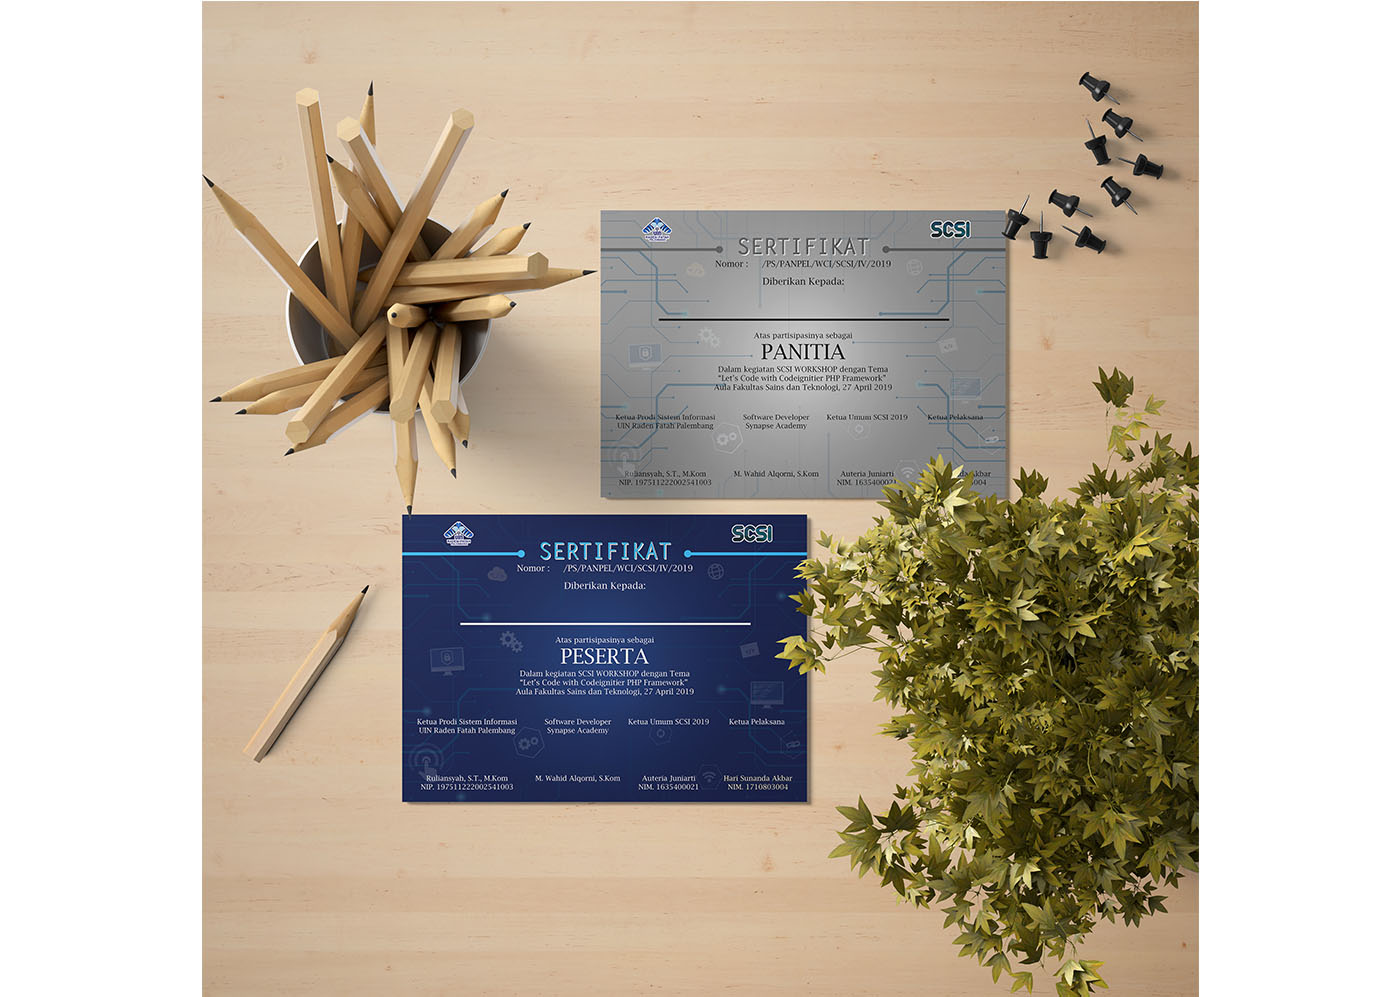 SCSI
SERTIFIKAT
Nomor : /PS/PANPEL/WCI/SCSI/IV/2019
Diberikan Kepada:
Atas partisipasinya sebagai
PANITIA
Dalam kegiatan SCSI WORKSHOP dengan Tema
"Let's Code with Codeignitier PHP Framework"
Aula Fakultas Sains dan Teknologi, 27 April 2019
Ketua Prodi Sistem Informasi
UIN Raden Fatah Palembang
Software Developer
Synapse Academy
Ketua Umum SCSI 2019
Ketua Pelaksana
Ruliansyah, S.T., M.Kom
NIP. 197511222002541003
M. Wahid Alqorni, S.Kom
Auteria Juniarti
NIM. 1635400021
Akbar
SCSI
SERTIFIKAT
Nomor : /PS/PANPEL/WCI/SCSI/IV/2019
Diberikan Kepada:
Atas partisipasinya sebagai
PESERTA
Dalam kegiatan SCSI WORKSHOP dengan Tema
"Let's Code with Codeignitier PHP Framework"
Aula Fakultas Sains dan Teknologi, 27 April 2019
Ketua Prodi Sistem Informasi
UIN Raden Fatah Palembang
Software Developer
Synapse Academy
Ketua Umum SCSI 2019
Ketua Pelaksana
Ruliansyah, S.T., M.Kom
NIP. 197511222002541003
M. Wahid Alqorni, S.Kom
Auteria Juniarti
NIM. 1635400021
Hari Sunanda Akbar
NIM. 1710803004